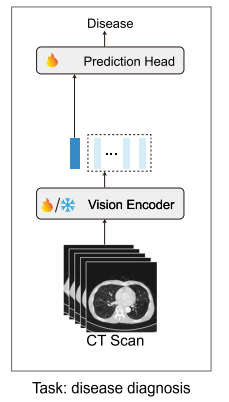 Disease
Prediction Head
...
/
Vision Encoder
CT Scan
Task: disease diagnosis